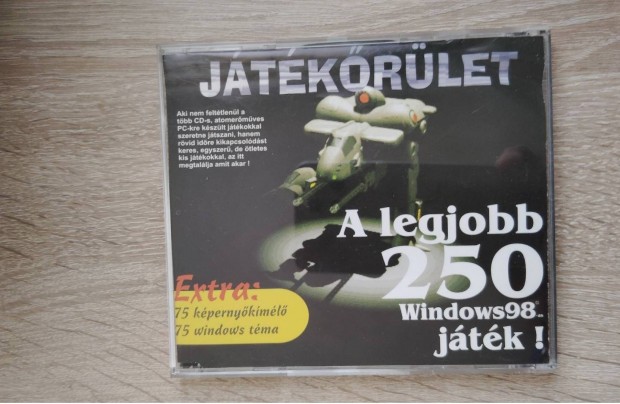 JÁTÉKŐRÜLET
Aki nem feltétlenül a
több CD-s, atomerőműves
PC-kre készült játékokkal
szeretne játszani, hanem
rövid időre kikapcsolódást
keres, egyszerű, de ötletes
kis játékokkal, az itt
megtalálja amit akar !
A legjobb
250
Windows98
játék !
Extra:
75 képernyőkímélő
75 windows téma